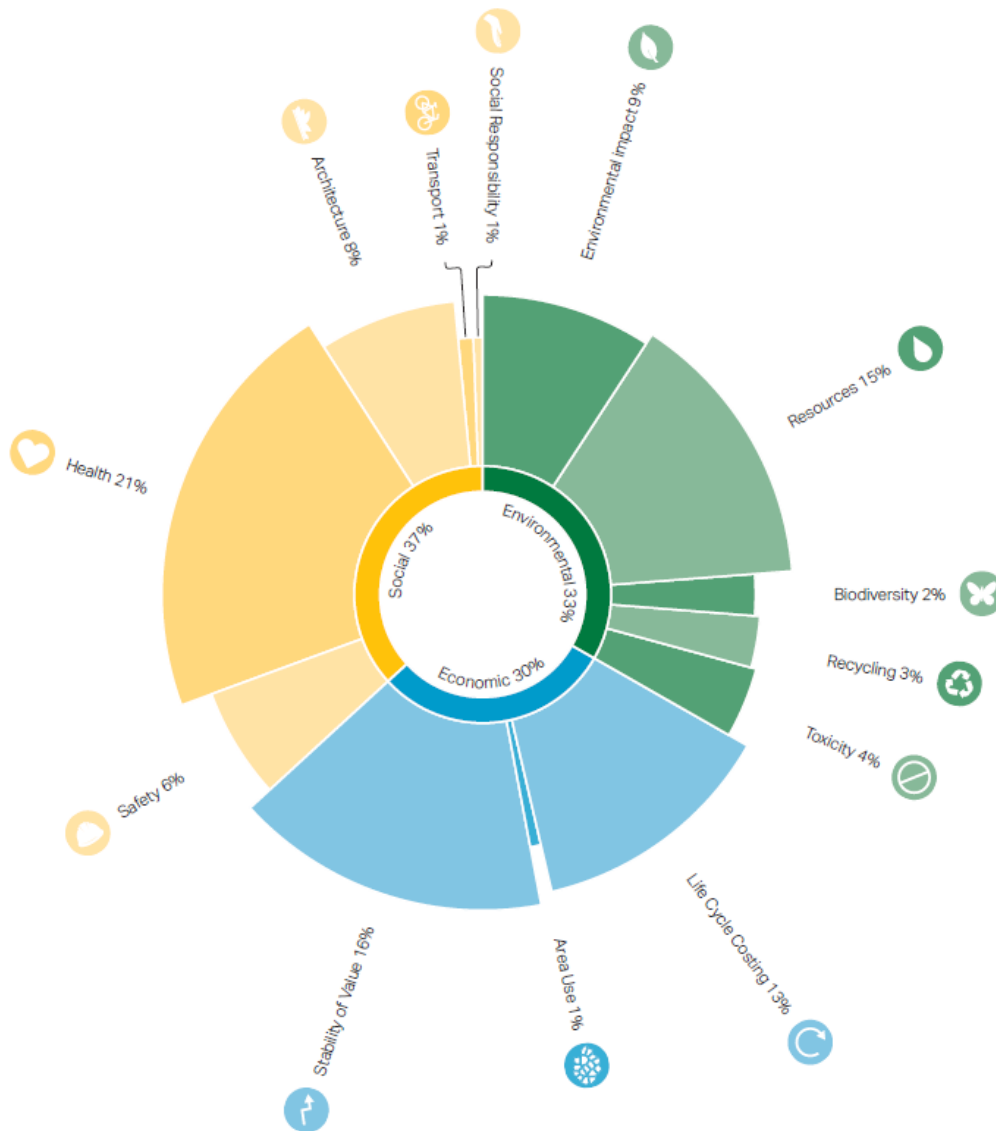 Social Responsibility 1%
Environmental impact 9%
Transport 1%
Architecture 8%
Resources 15%
Health 21%
Environmental 33%
Social 37%
Biodiversity 2%
Economic 30%
Recycling 3%
Toxicity 4%
Safety 6%
Life Cycle Costing 13%
Area Use 1%
Stability of Value 16%